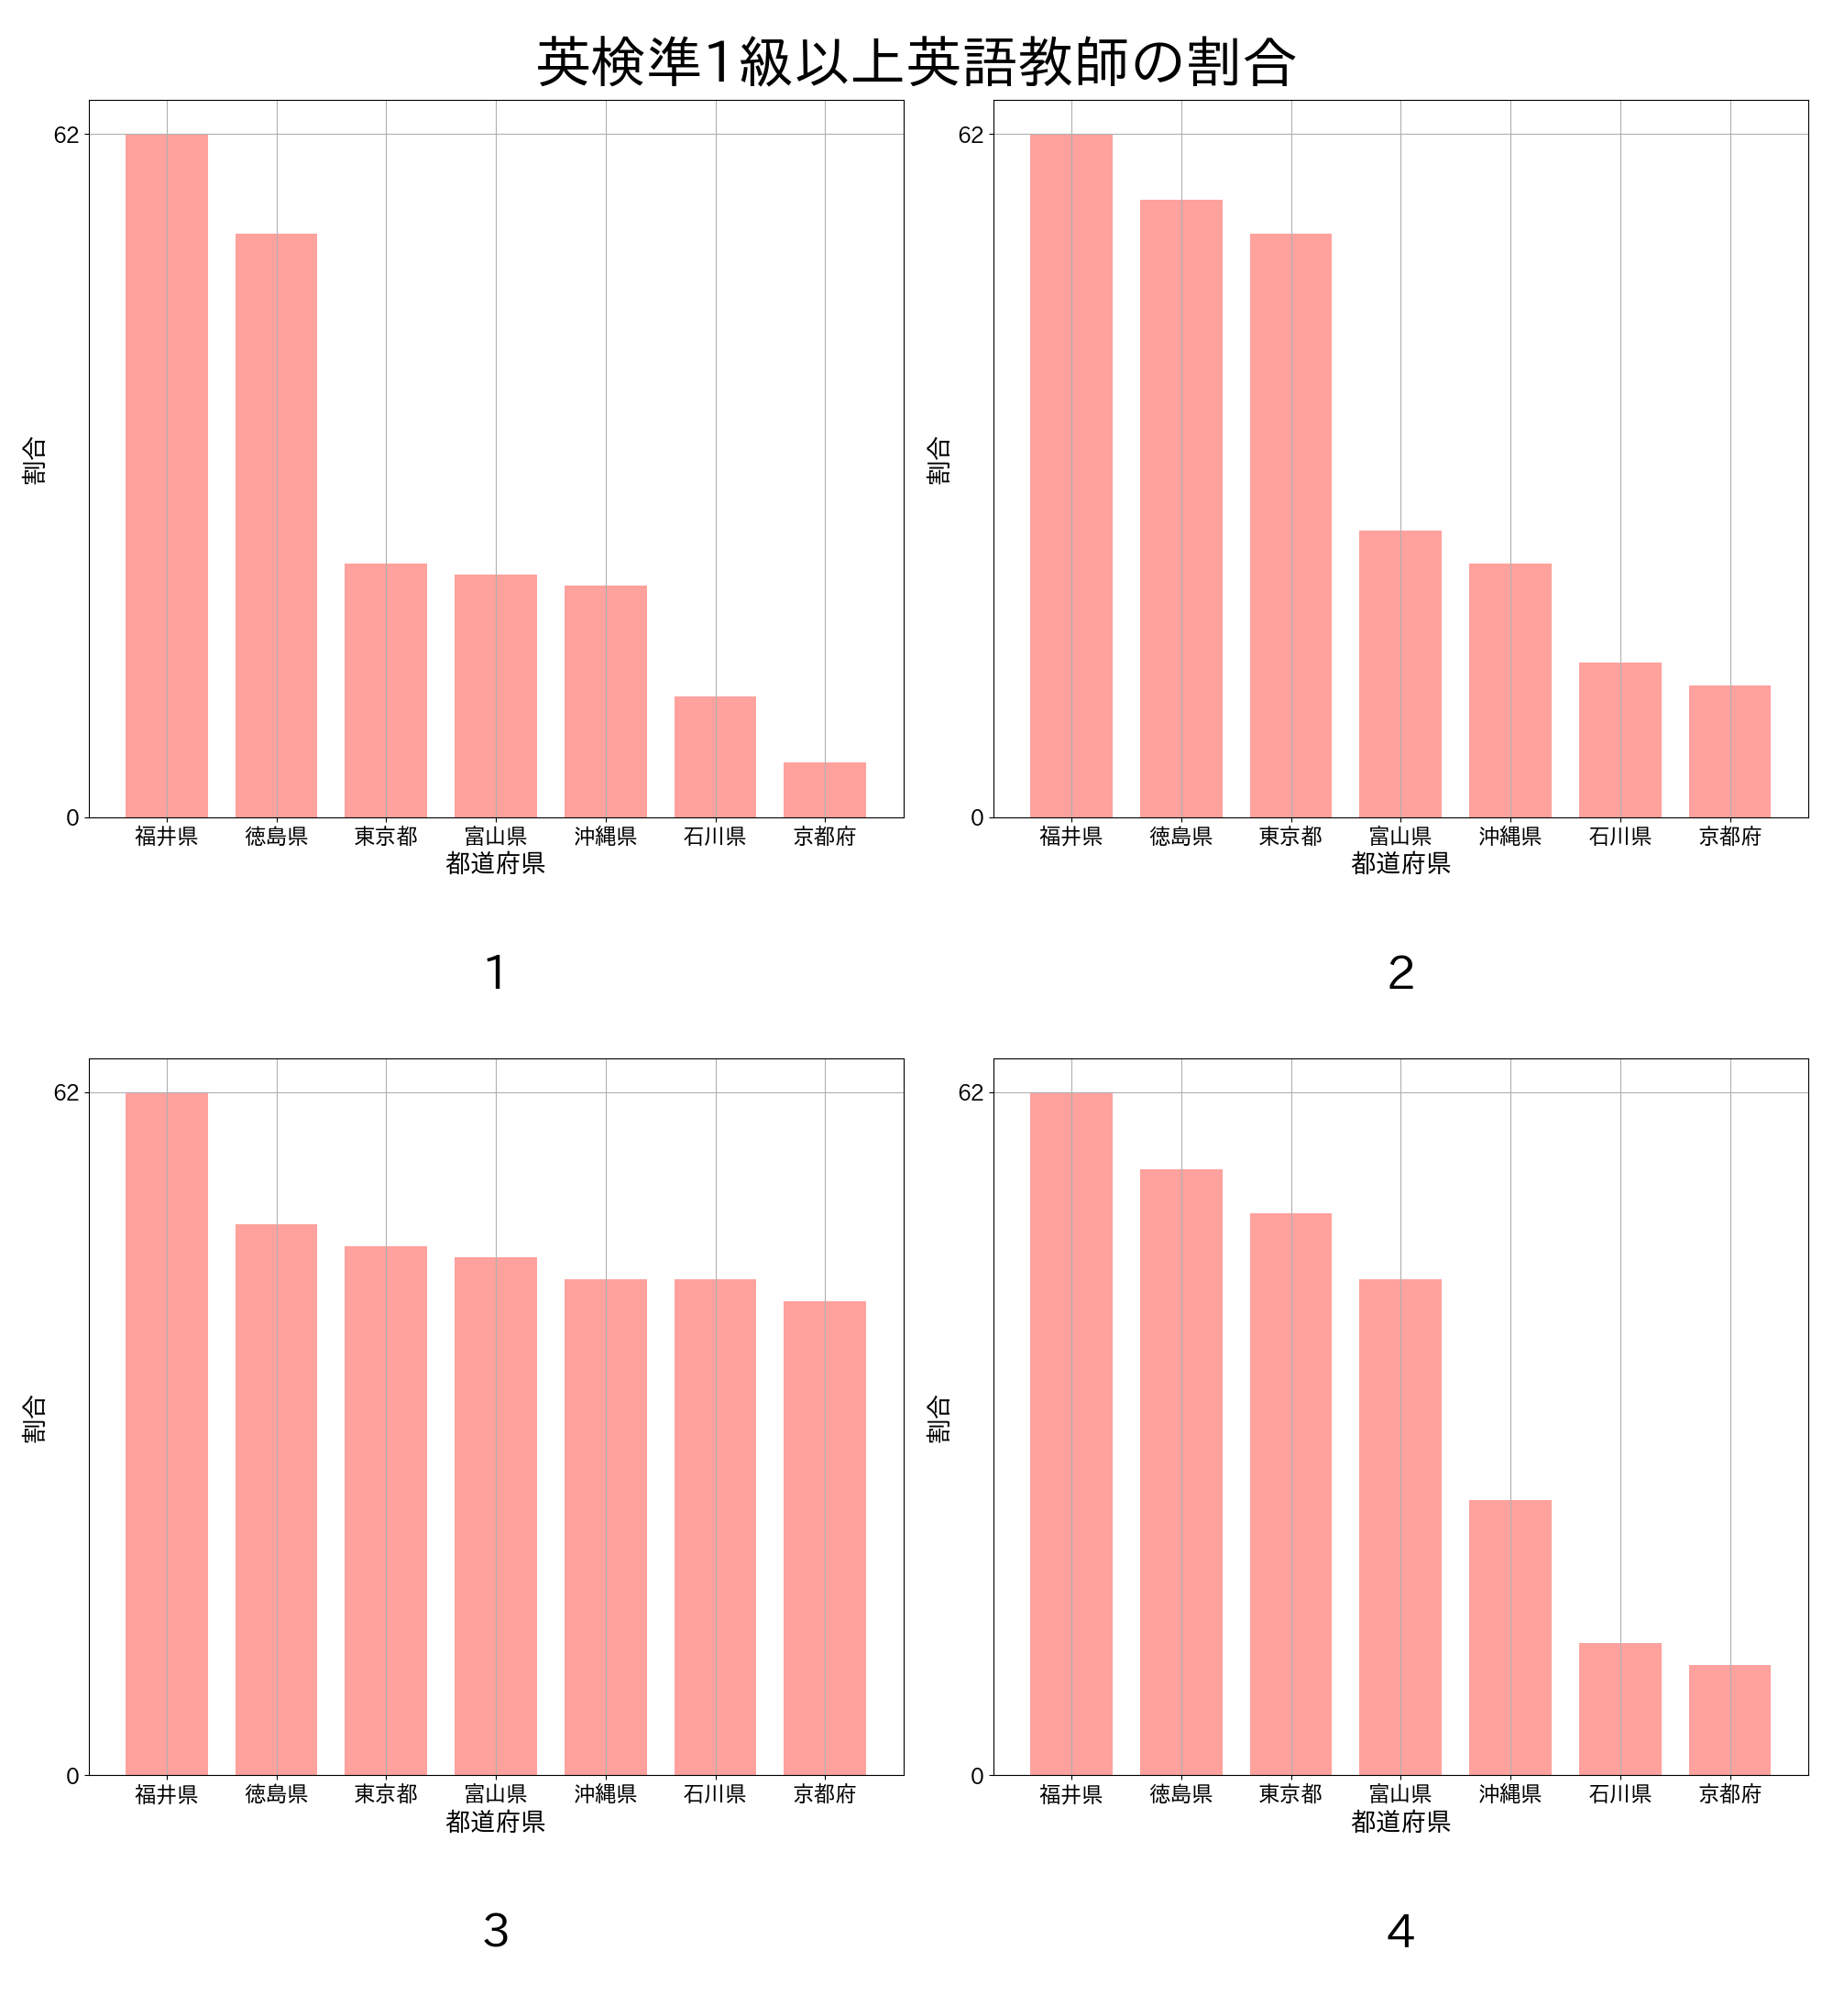 英検準1級以上英語教師の割合
62
割合
0
福井県 徳島県 東京都 富山県 沖縄県 石川県 京都府
都道府県
1
62
割合
0
福井県 徳島県 東京都 富山県 沖縄県 石川県 京都府
都道府県
2
62
割合
0
福井県 徳島県 東京都 富山県 沖縄県 石川県 京都府
都道府県
3
62
割合
0
福井県 徳島県 東京都 富山県 沖縄県 石川県 京都府
都道府県
4